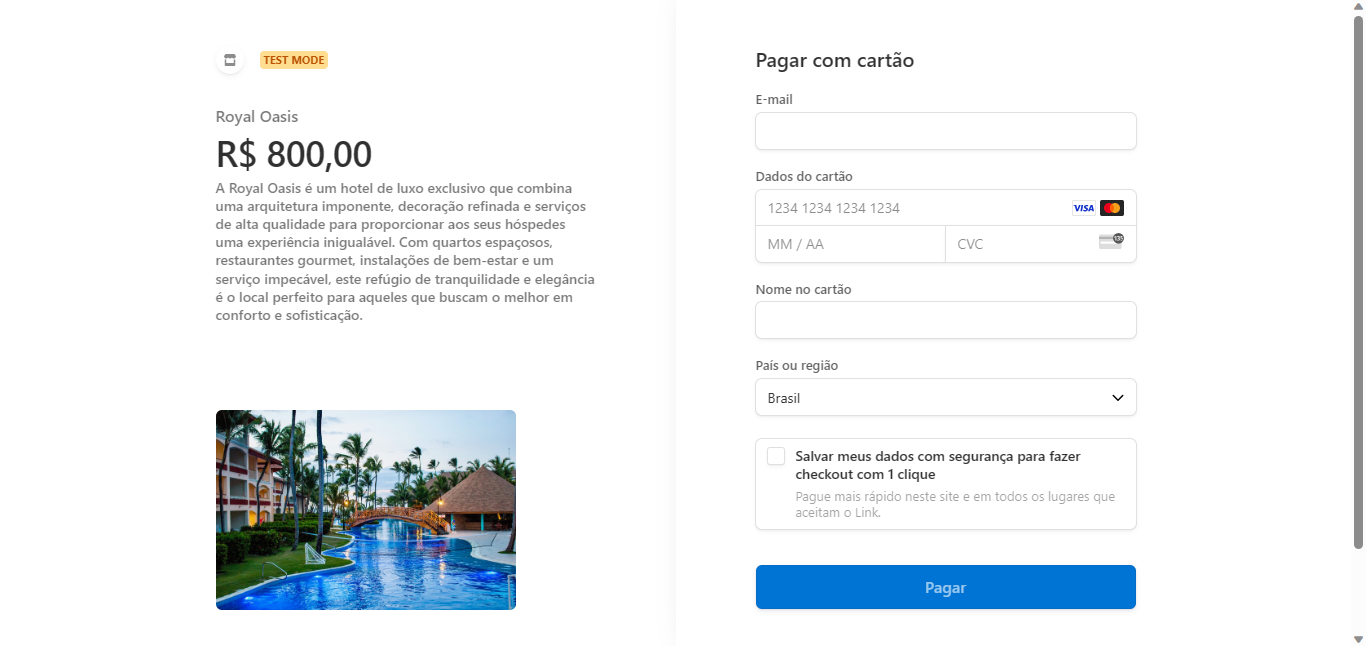 TEST MODE
Royal Oasis
R$ 800,00
A Royal Oasis é um hotel de luxo exclusivo que combina
uma arquitetura imponente, decoração refinada e serviços
de alta qualidade para proporcionar aos seus hóspedes
uma experiência inigualável. Com quartos espaçosos,
restaurantes gourmet, instalações de bem-estar e um
serviço impecável, este refúgio de tranquilidade e elegância
é o local perfeito para aqueles que buscam o melhor em
conforto e sofisticação.
Pagar com cartão
E-mail
Dados do cartão
1234 1234 1234 1234 VISA
MM / AA CVC 135
Nome no cartão
País ou região
Brasil
Salvar meus dados com segurança para fazer
checkout com 1 clique
Pague mais rápido neste site e em todos os lugares que
aceitam o Link.
Pagar